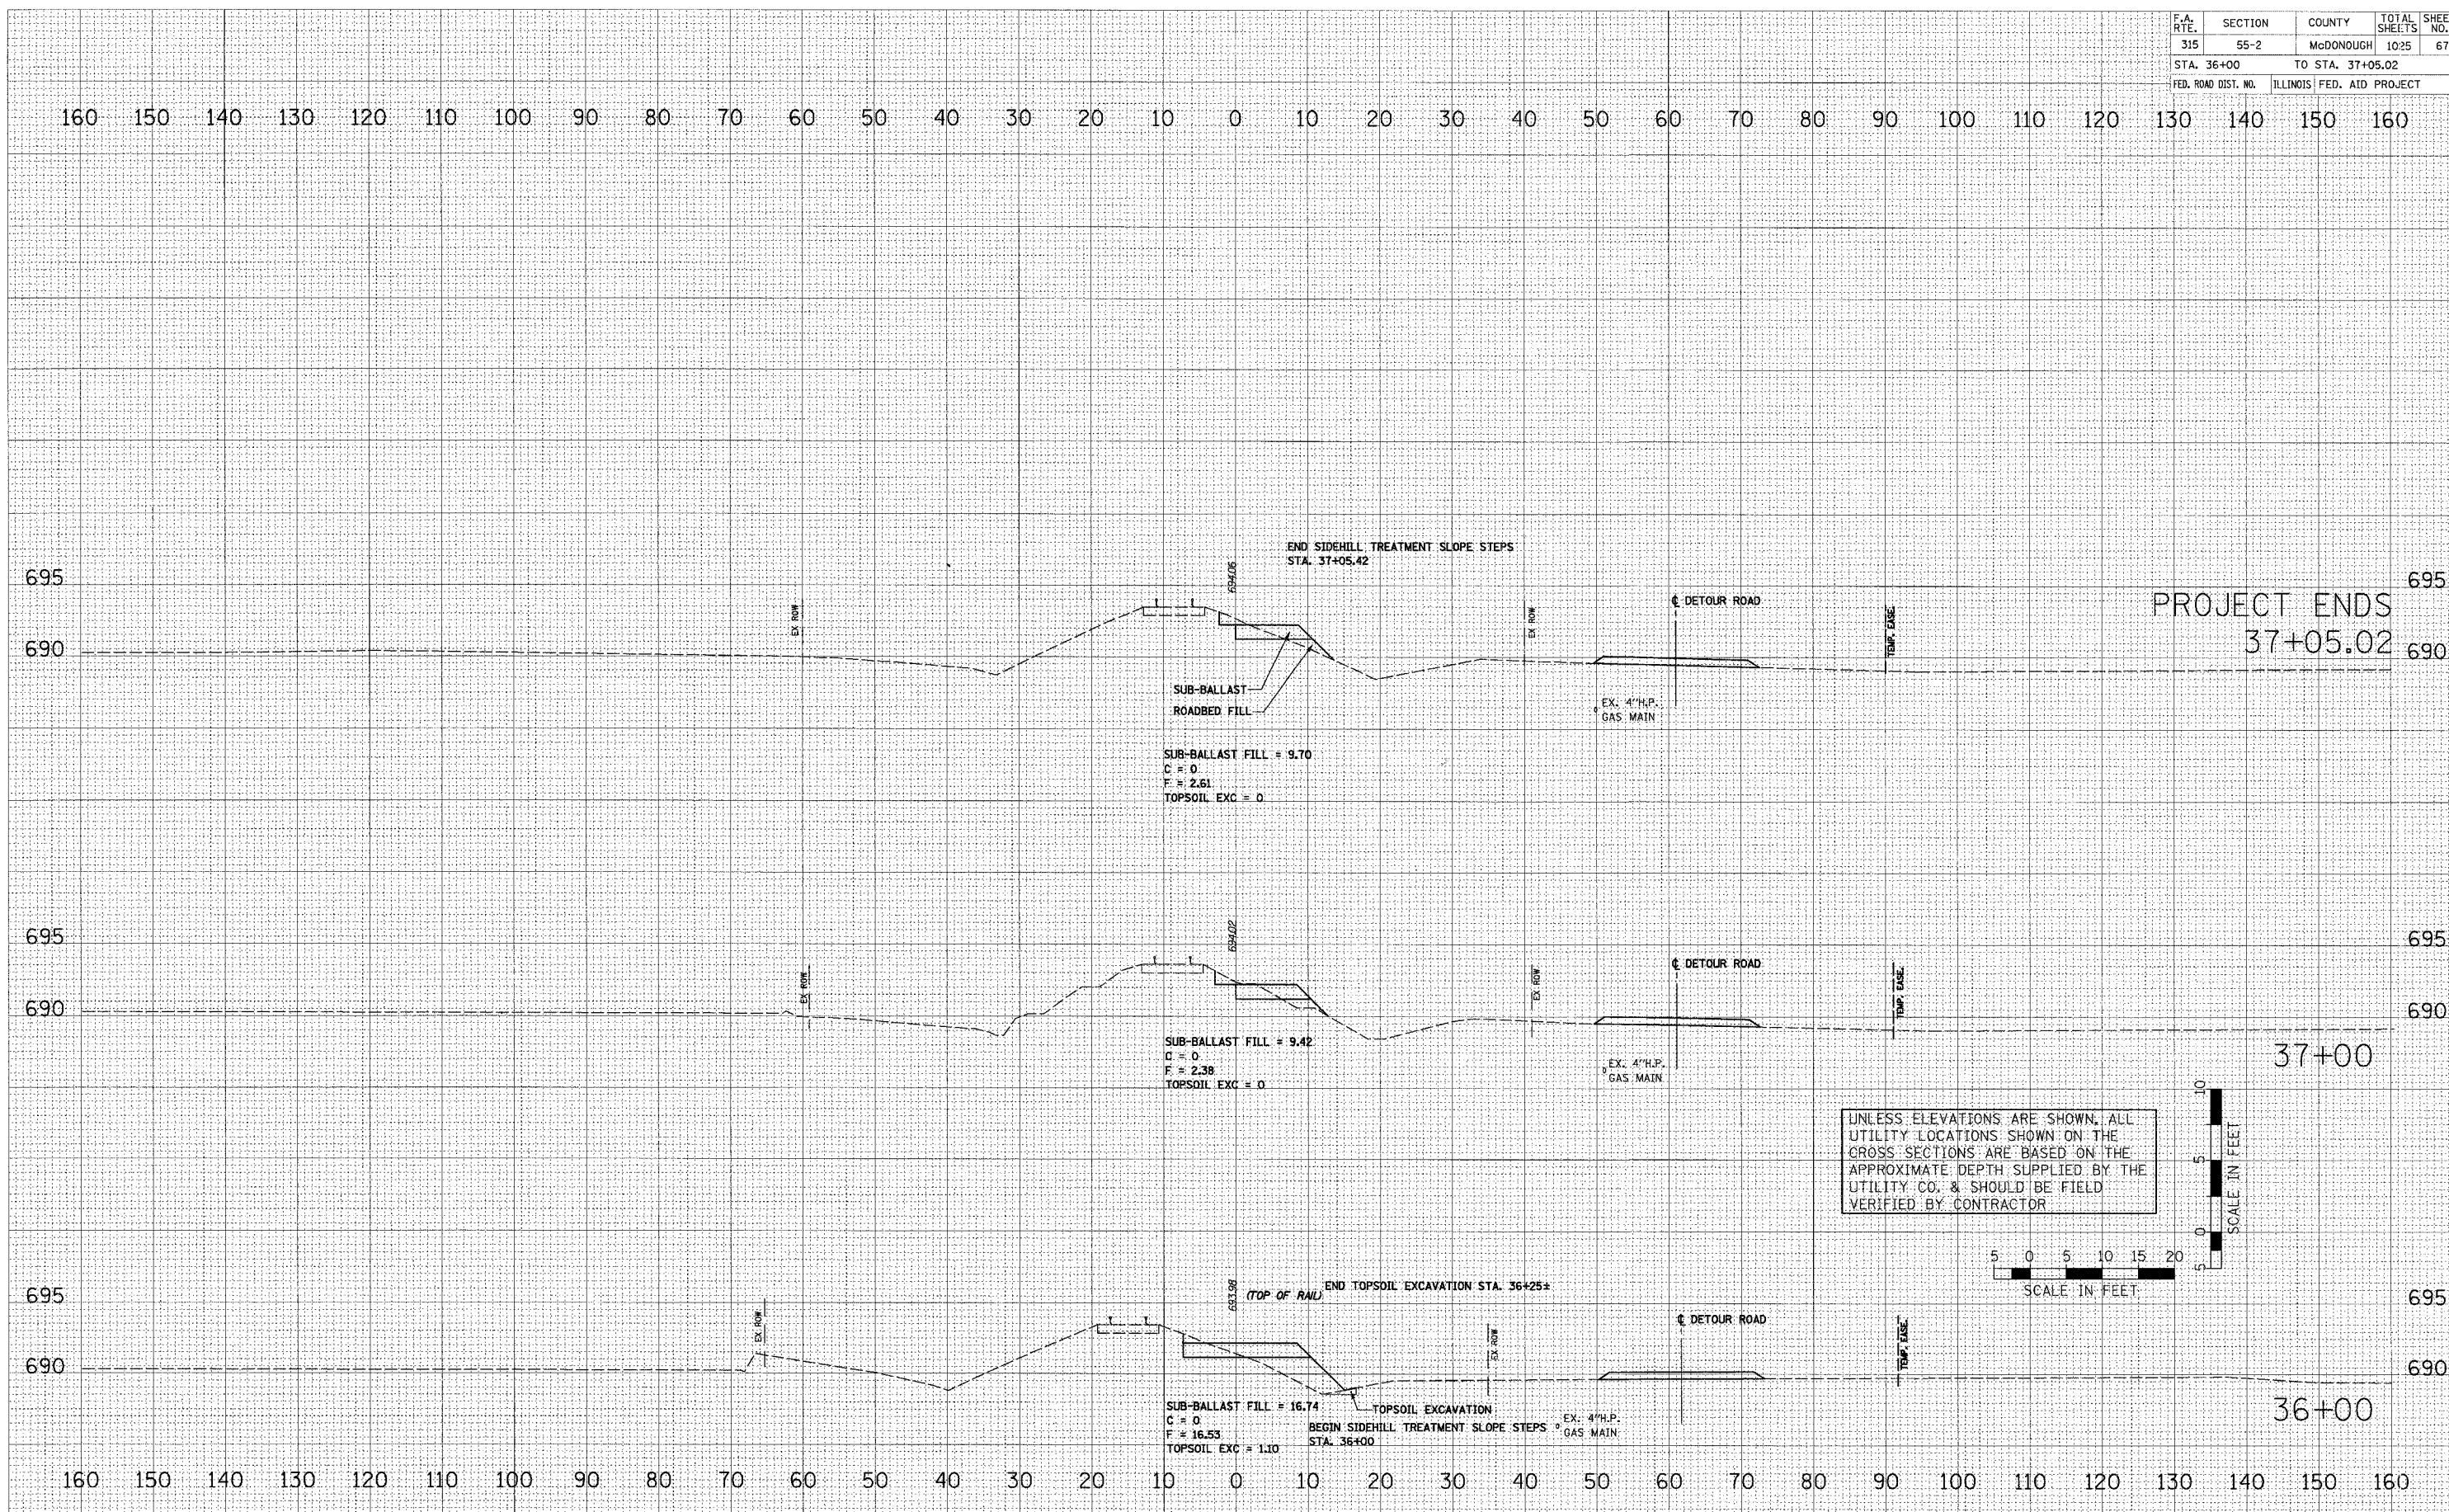 F.A. RTE. SECTION COUNTY TOTAL SHEETS SHEE NO.
315 55-2 McDONOUGH 1025 67
STA. 36+00 TO STA. 37+05.02
FED. ROAD DIST. NO. ILLINOIS FED. AID PROJECT
160 150 140 130 120 110 100 90 80 70 60 50 40 30 20 10 0 10 20 30 40 50 60 70 80 90 100 110 120 130 140 150 160
END SIDEHILL TREATMENT SLOPE STEPS
STA. 37+05.42
694.06
695 695
EX ROW
EX ROW
℄ DETOUR ROAD
TEMP. EASE.
PROJECT ENDS
37+05.02
690 690
SUB-BALLAST
ROADBED FILL
EX. 4"H.P.
GAS MAIN
SUB-BALLAST FILL = 9.70
C = 0
F = 2.61
TOPSOIL EXC = 0
694.02
695 695
EX ROW
EX ROW
℄ DETOUR ROAD
TEMP. EASE.
690 690
37+00
SUB-BALLAST FILL = 9.42
C = 0
F = 2.38
TOPSOIL EXC = 0
EX. 4"H.P.
GAS MAIN
UNLESS ELEVATIONS ARE SHOWN, ALL
UTILITY LOCATIONS SHOWN ON THE
CROSS SECTIONS ARE BASED ON THE
APPROXIMATE DEPTH SUPPLIED BY THE
UTILITY CO. & SHOULD BE FIELD
VERIFIED BY CONTRACTOR
10
5
0
5
SCALE IN FEET
5 0 5 10 15 20
SCALE IN FEET
693.98
(TOP OF RAIL)
END TOPSOIL EXCAVATION STA. 36+25±
695 695
EX ROW
EX ROW
℄ DETOUR ROAD
TEMP. EASE.
690 690
36+00
SUB-BALLAST FILL = 16.74
C = 0
F = 16.53
TOPSOIL EXC = 1.10
TOPSOIL EXCAVATION
BEGIN SIDEHILL TREATMENT SLOPE STEPS
STA. 36+00
EX. 4"H.P.
GAS MAIN
160 150 140 130 120 110 100 90 80 70 60 50 40 30 20 10 0 10 20 30 40 50 60 70 80 90 100 110 120 130 140 150 160